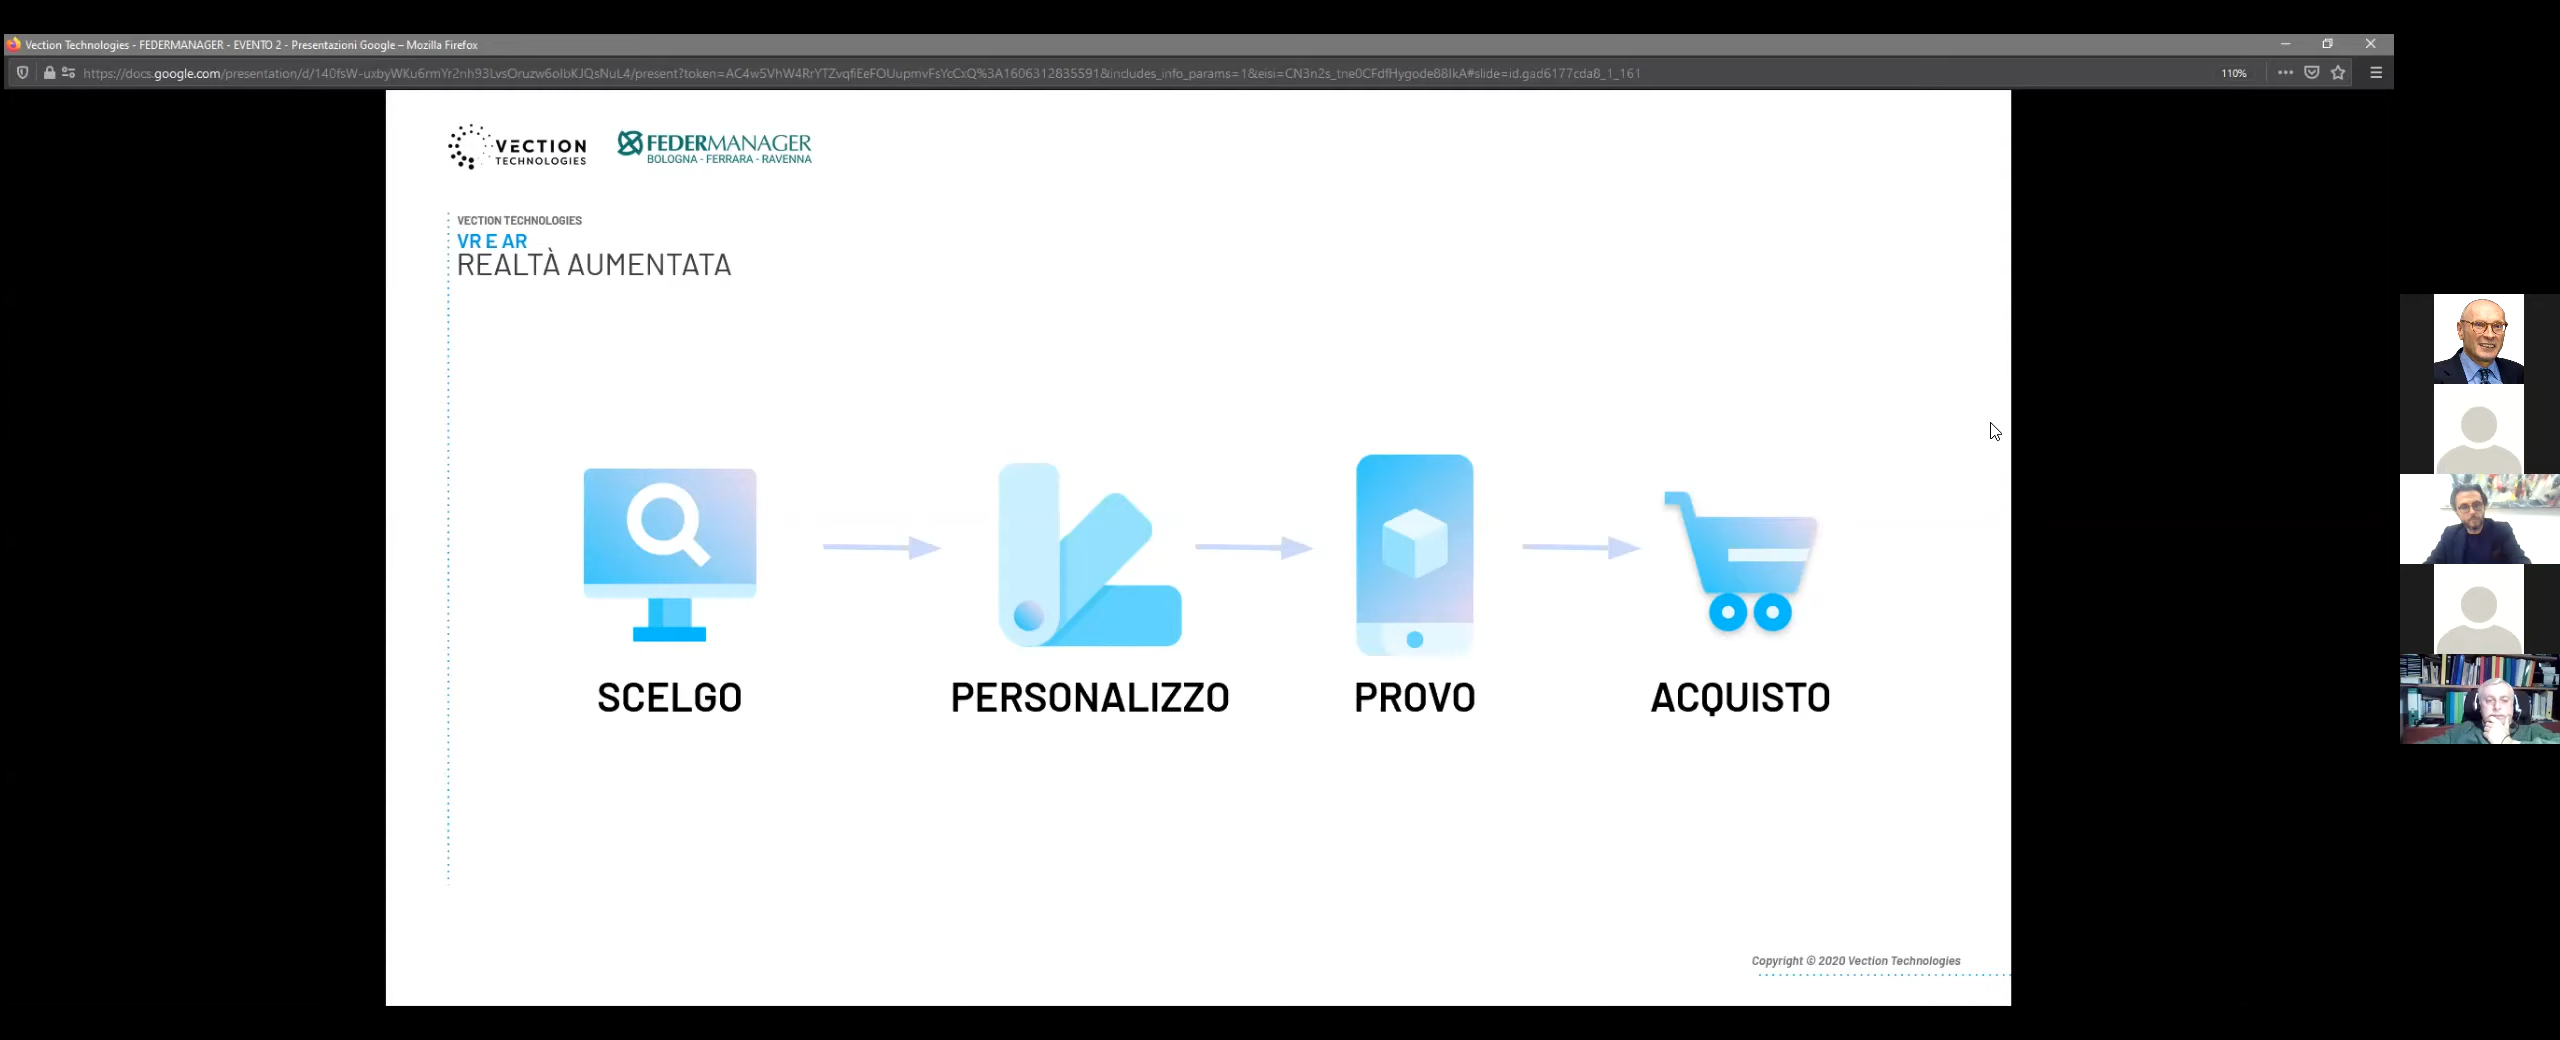 Vection Technologies - FEDERMANAGER - EVENTO 2 - Presentazioni Google – Mozilla Firefox
110%
VECTION
TECHNOLOGIES
FEDERMANAGER
BOLOGNA - FERRARA - RAVENNA
VECTION TECHNOLOGIES
VR E AR
REALTÀ AUMENTATA
SCELGO
PERSONALIZZO
PROVO
ACQUISTO
Copyright © 2020 Vection Technologies